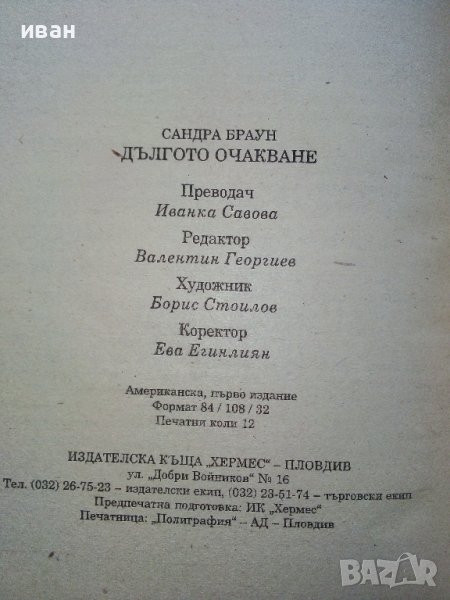 иван
САНДРА БРАУН
ДЪЛГОТО ОЧАКВАНЕ
Преводач
Иванка Савова
Редактор
Валентин Георгиев
Художник
Борис Стоилов
Коректор
Ева Егинлиян
Американска, първо издание
Формат 84 / 108 / 32
Печатни коли 12
ИЗДАТЕЛСКА КЪЩА „ХЕРМЕС“ – ПЛОВДИВ
ул. „Добри Войников“ № 16
Тел. (032) 26-75-23 – издателски екип, (032) 23-51-74 – търговски екип
Предпечатна подготовка: ИК „Хермес“
Печатница: „Полиграфия“ – АД – Пловдив
BAZAR